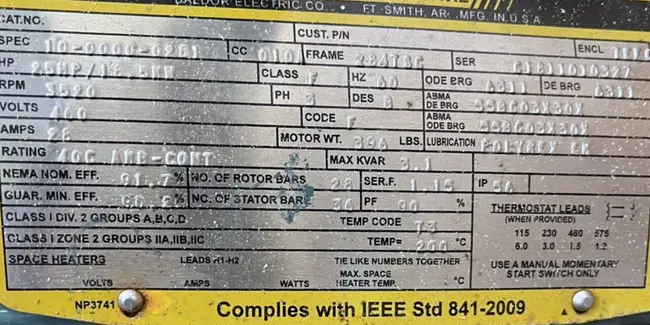 BALDOR ELECTRIC CO. • FT. SMITH, AR. .MFG. IN U.S.A.
CAT.NO. CUST. P/N
SPEC 10-0000-0261 CC 010A FRAME 284TSC SER ENCL
HP 25HP/18.5KW CLASS F HZ 60 ODE BRG 6311 DE BRG 6311
RPM 3520 PH 3 DES B ABMA DE BRG 55BC03X30X
VOLTS 460 CODE ABMA ODE BRG 55BC03X30X
AMPS 28 MOTOR WT. 394 LBS. LUBRICATION POLYREX EM
RATING 40C AMB-CONT MAX KVAR 3.1
NEMA NOM. EFF. 91.7 % NO. OF ROTOR BARS 28 SER.F. 1.15 IP 54
GUAR. MIN. EFF. 90.2 % NO. OF STATOR BARS 36 PF 90 %
THERMOSTAT LEADS
(WHEN PROVIDED)
115 230 460 575
6.0 3.0 1.5 1.2
USE A MANUAL MOMENTARY
START SWITCH ONLY
CLASS I DIV. 2 GROUPS A,B,C,D TEMP CODE T3
CLASS I ZONE 2 GROUPS IIA,IIB,IIC TEMP= 200 °C
SPACE HEATERS LEADS H1-H2 TIE LIKE NUMBERS TOGETHER
VOLTS AMPS WATTS MAX. SPACE HEATER TEMP. °C
NP3741 Complies with IEEE Std 841-2009